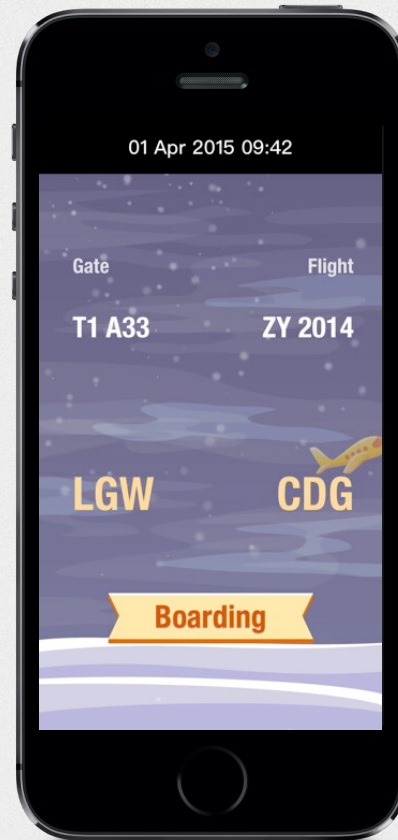 01 Apr 2015 09:42
Gate Flight
T1 A33 ZY 2014
LGW CDG
Boarding